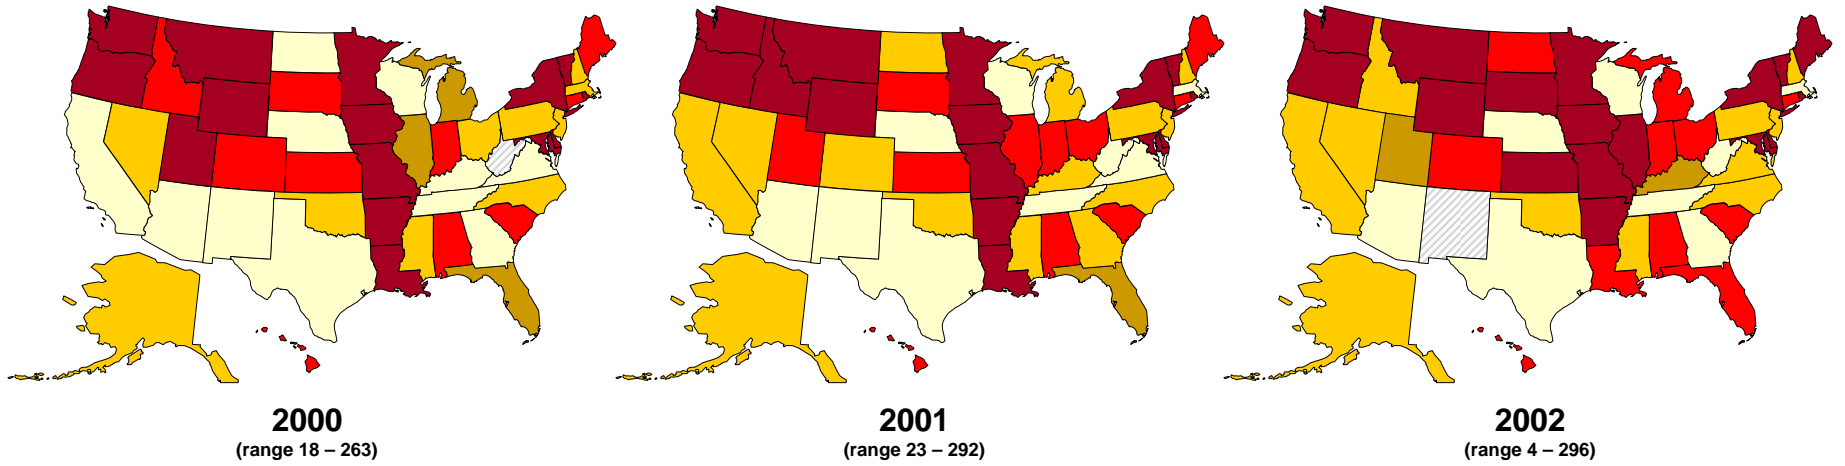 2000
(range 18 – 263)
2001
(range 23 – 292)
2002
(range 4 – 296)